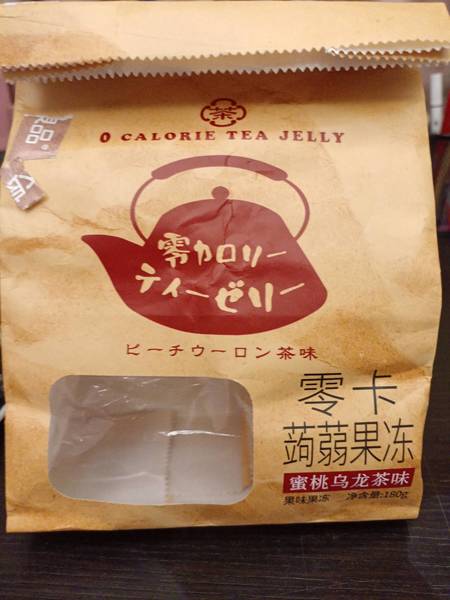 茶
0 CALORIE TEA JELLY
品
零カロリー
ティーゼリー
ピーチウーロン茶味
零卡
蒟蒻果冻
蜜桃乌龙茶味
果味果冻 净含量:180g